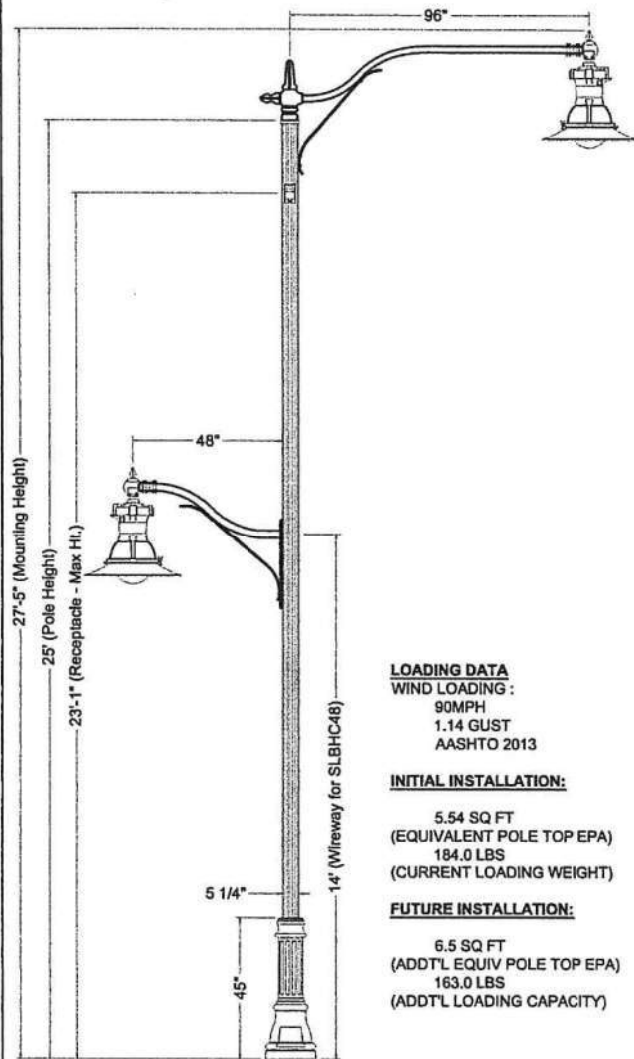 96"
48"
27'-5" (Mounting Height)
25' (Pole Height)
23'-1" (Receptacle - Max Ht.)
14' (Wireway for SLBHC48)
5 1/4"
45"
LOADING DATA
WIND LOADING :
90MPH
1.14 GUST
AASHTO 2013
INITIAL INSTALLATION:
5.54 SQ FT
(EQUIVALENT POLE TOP EPA)
184.0 LBS
(CURRENT LOADING WEIGHT)
FUTURE INSTALLATION:
6.5 SQ FT
(ADDT'L EQUIV POLE TOP EPA)
163.0 LBS
(ADDT'L LOADING CAPACITY)